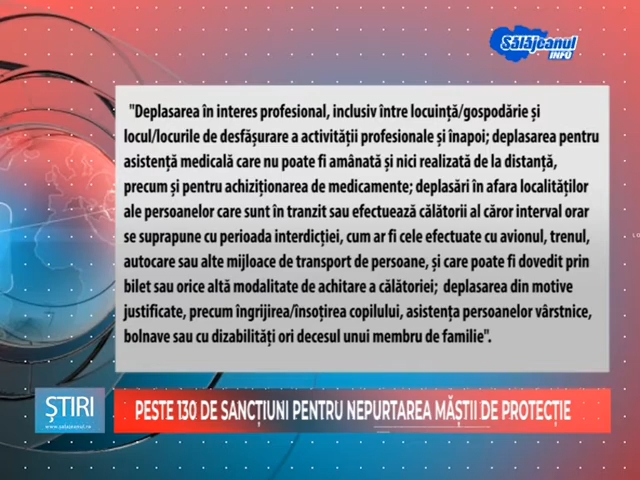 Sălăjeanul
INFO
"Deplasarea în interes profesional, inclusiv între locuință/gospodărie și
locul/locurile de desfășurare a activității profesionale și înapoi; deplasarea pentru
asistență medicală care nu poate fi amânată și nici realizată de la distanță,
precum și pentru achiziționarea de medicamente; deplasări în afara localităților
ale persoanelor care sunt în tranzit sau efectuează călătorii al căror interval orar
se suprapune cu perioada interdicției, cum ar fi cele efectuate cu avionul, trenul,
autocare sau alte mijloace de transport de persoane, și care poate fi dovedit prin
bilet sau orice altă modalitate de achitare a călătoriei; deplasarea din motive
justificate, precum îngrijirea/însoțirea copilului, asistența persoanelor vârstnice,
bolnave sau cu dizabilități ori decesul unui membru de familie".
ȘTIRI
www.salajeanul.ro
PESTE 130 DE SANCȚIUNI PENTRU NEPURTAREA MĂȘTII DE PROTECȚIE